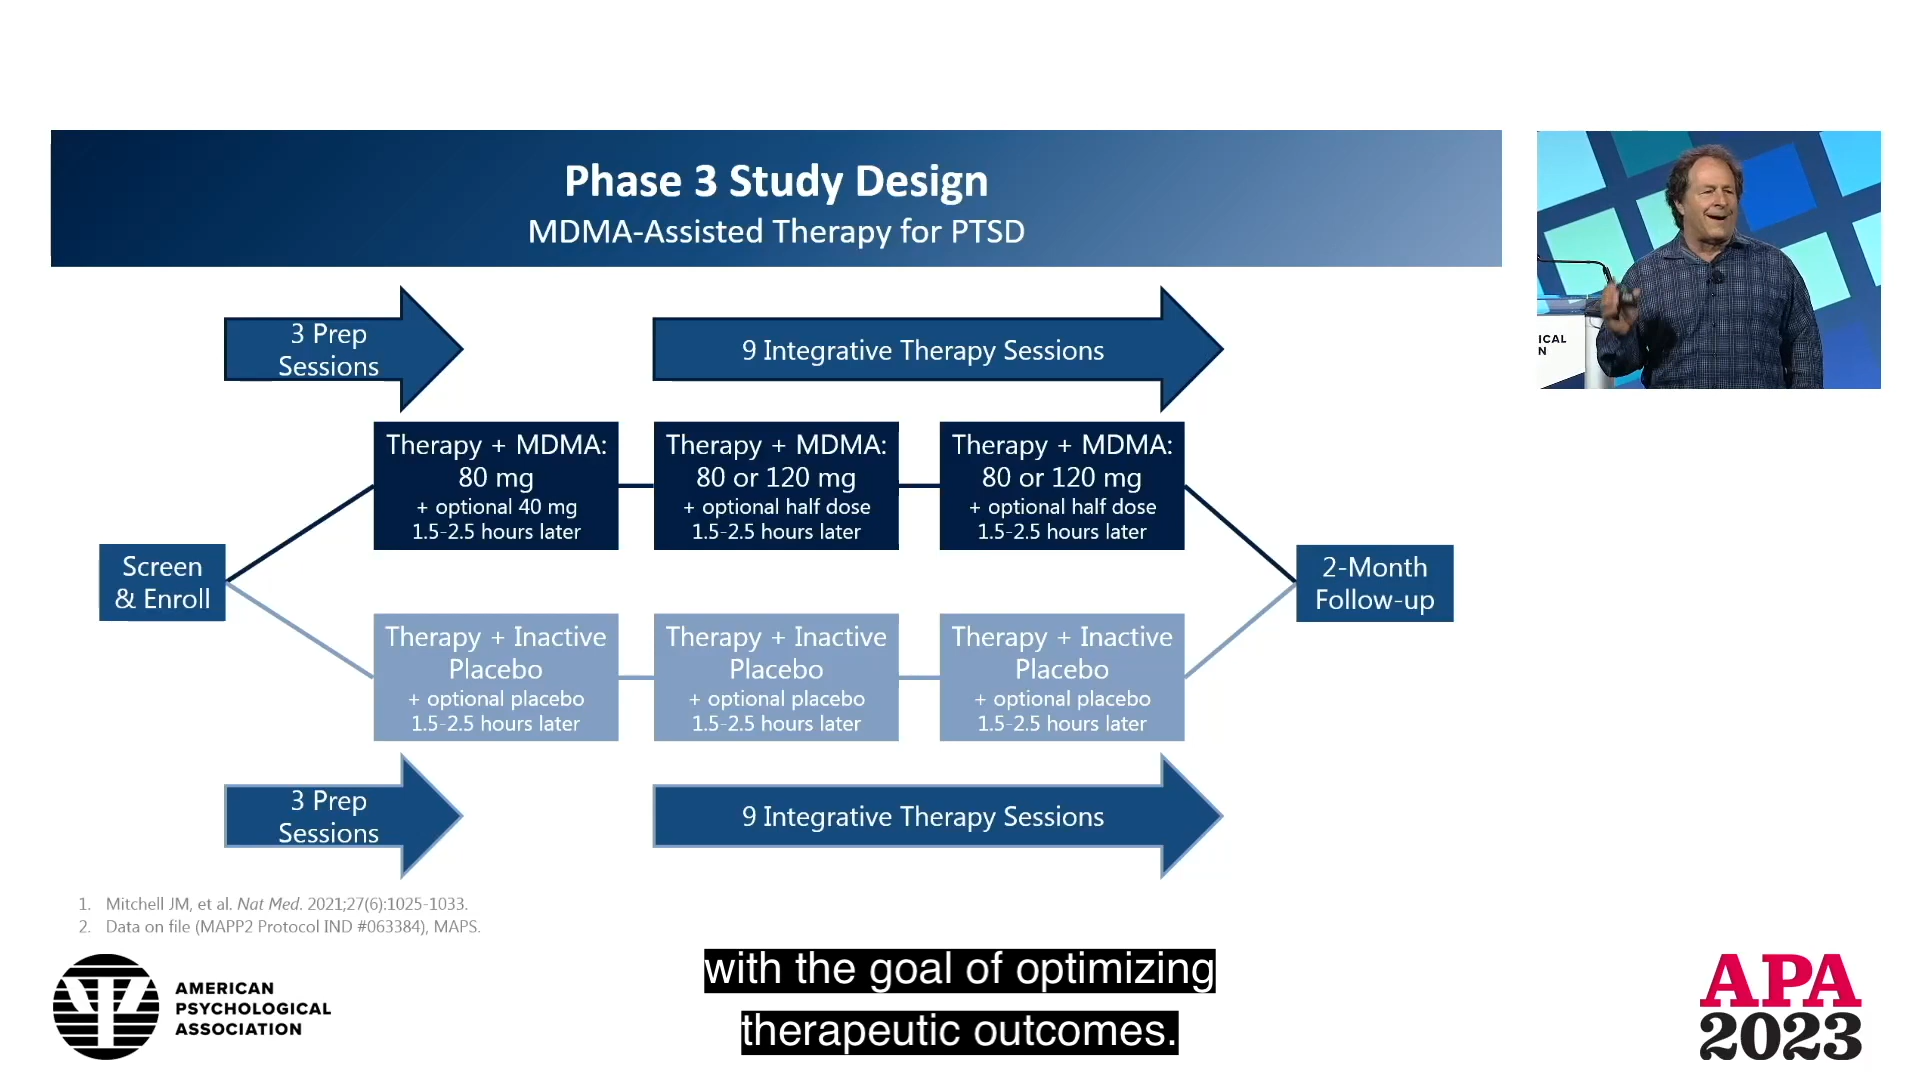 Phase 3 Study Design
MDMA-Assisted Therapy for PTSD
3 Prep
Sessions
9 Integrative Therapy Sessions
Therapy + MDMA:
80 mg
+ optional 40 mg
1.5-2.5 hours later
Therapy + MDMA:
80 or 120 mg
+ optional half dose
1.5-2.5 hours later
Therapy + MDMA:
80 or 120 mg
+ optional half dose
1.5-2.5 hours later
Screen
& Enroll
2-Month
Follow-up
Therapy + Inactive
Placebo
+ optional placebo
1.5-2.5 hours later
Therapy + Inactive
Placebo
+ optional placebo
1.5-2.5 hours later
Therapy + Inactive
Placebo
+ optional placebo
1.5-2.5 hours later
3 Prep
Sessions
9 Integrative Therapy Sessions
1. Mitchell JM, et al. Nat Med. 2021;27(6):1025-1033.
2. Data on file (MAPP2 Protocol IND #063384), MAPS.
AMERICAN
PSYCHOLOGICAL
ASSOCIATION
with the goal of optimizing
therapeutic outcomes.
APA
2023
ICAL
N